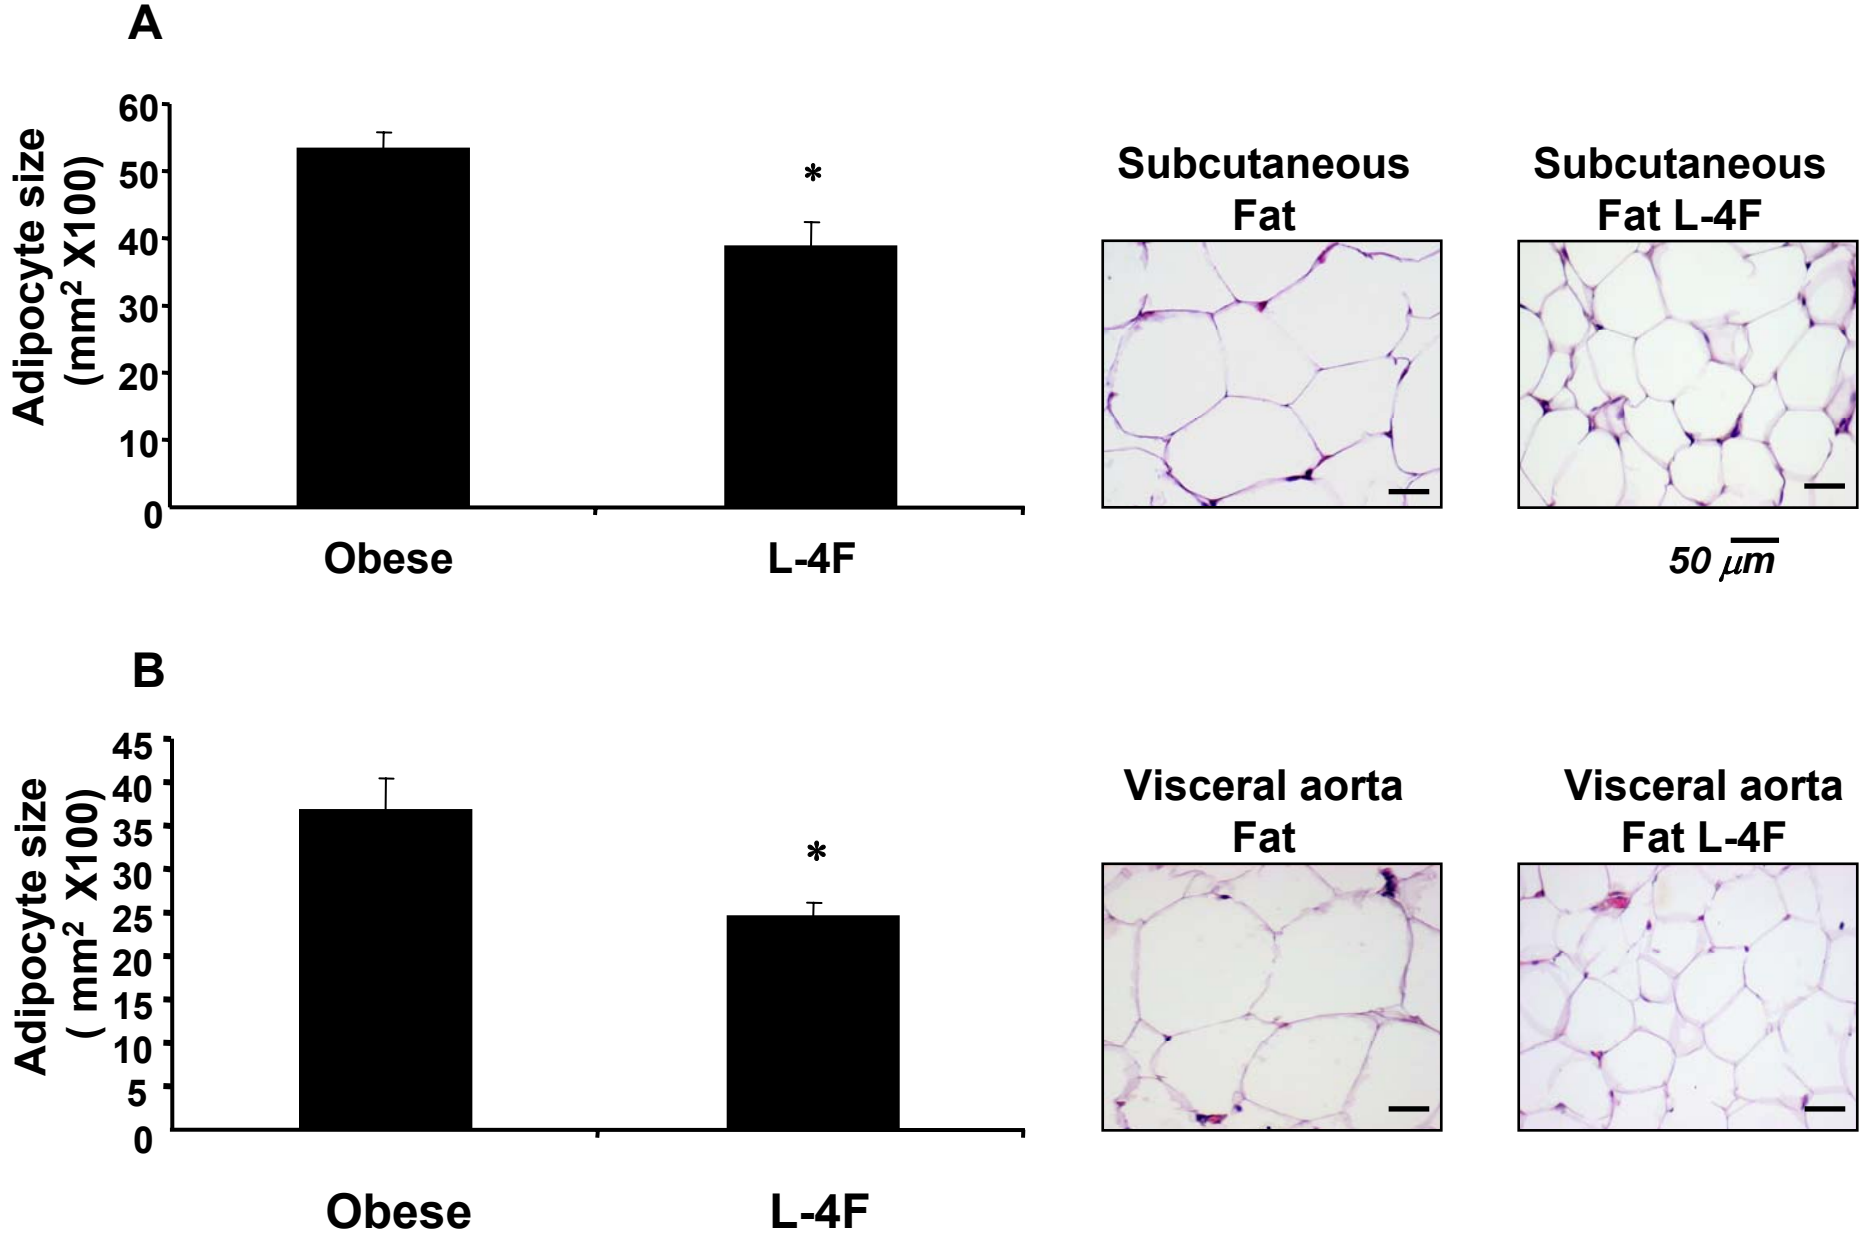 A
60
50
40
30
20
10
0
Adipocyte size
(mm² X100)
Obese
L-4F
Subcutaneous
Fat
Subcutaneous
Fat L-4F
50 μm
B
45
40
35
30
25
20
15
10
5
0
Adipocyte size
( mm² X100)
Obese
L-4F
Visceral aorta
Fat
Visceral aorta
Fat L-4F
*
*